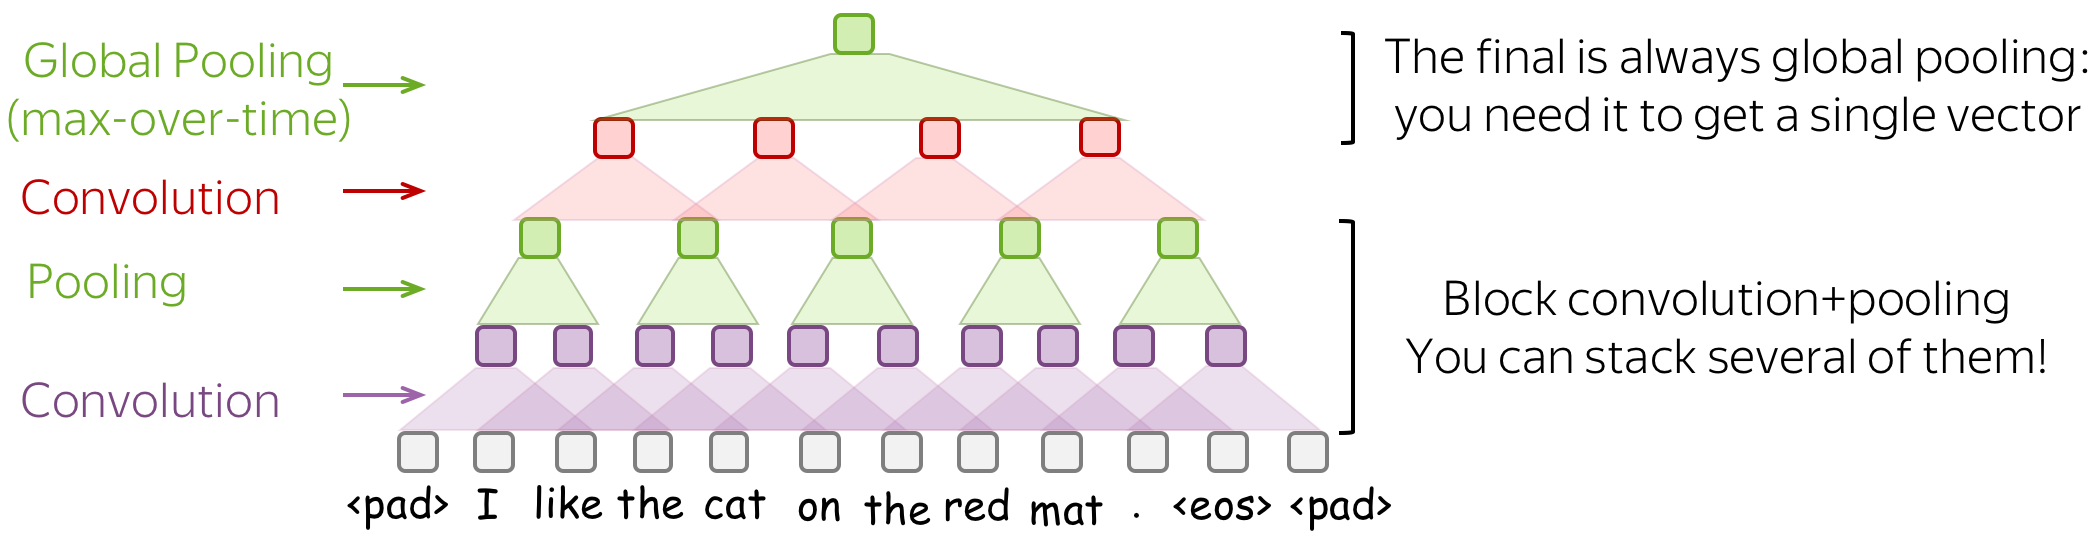 Global Pooling
(max-over-time)
The final is always global pooling:
you need it to get a single vector
Convolution
Pooling
Block convolution+pooling
You can stack several of them!
Convolution
<pad> I like the cat on the red mat . <eos> <pad>